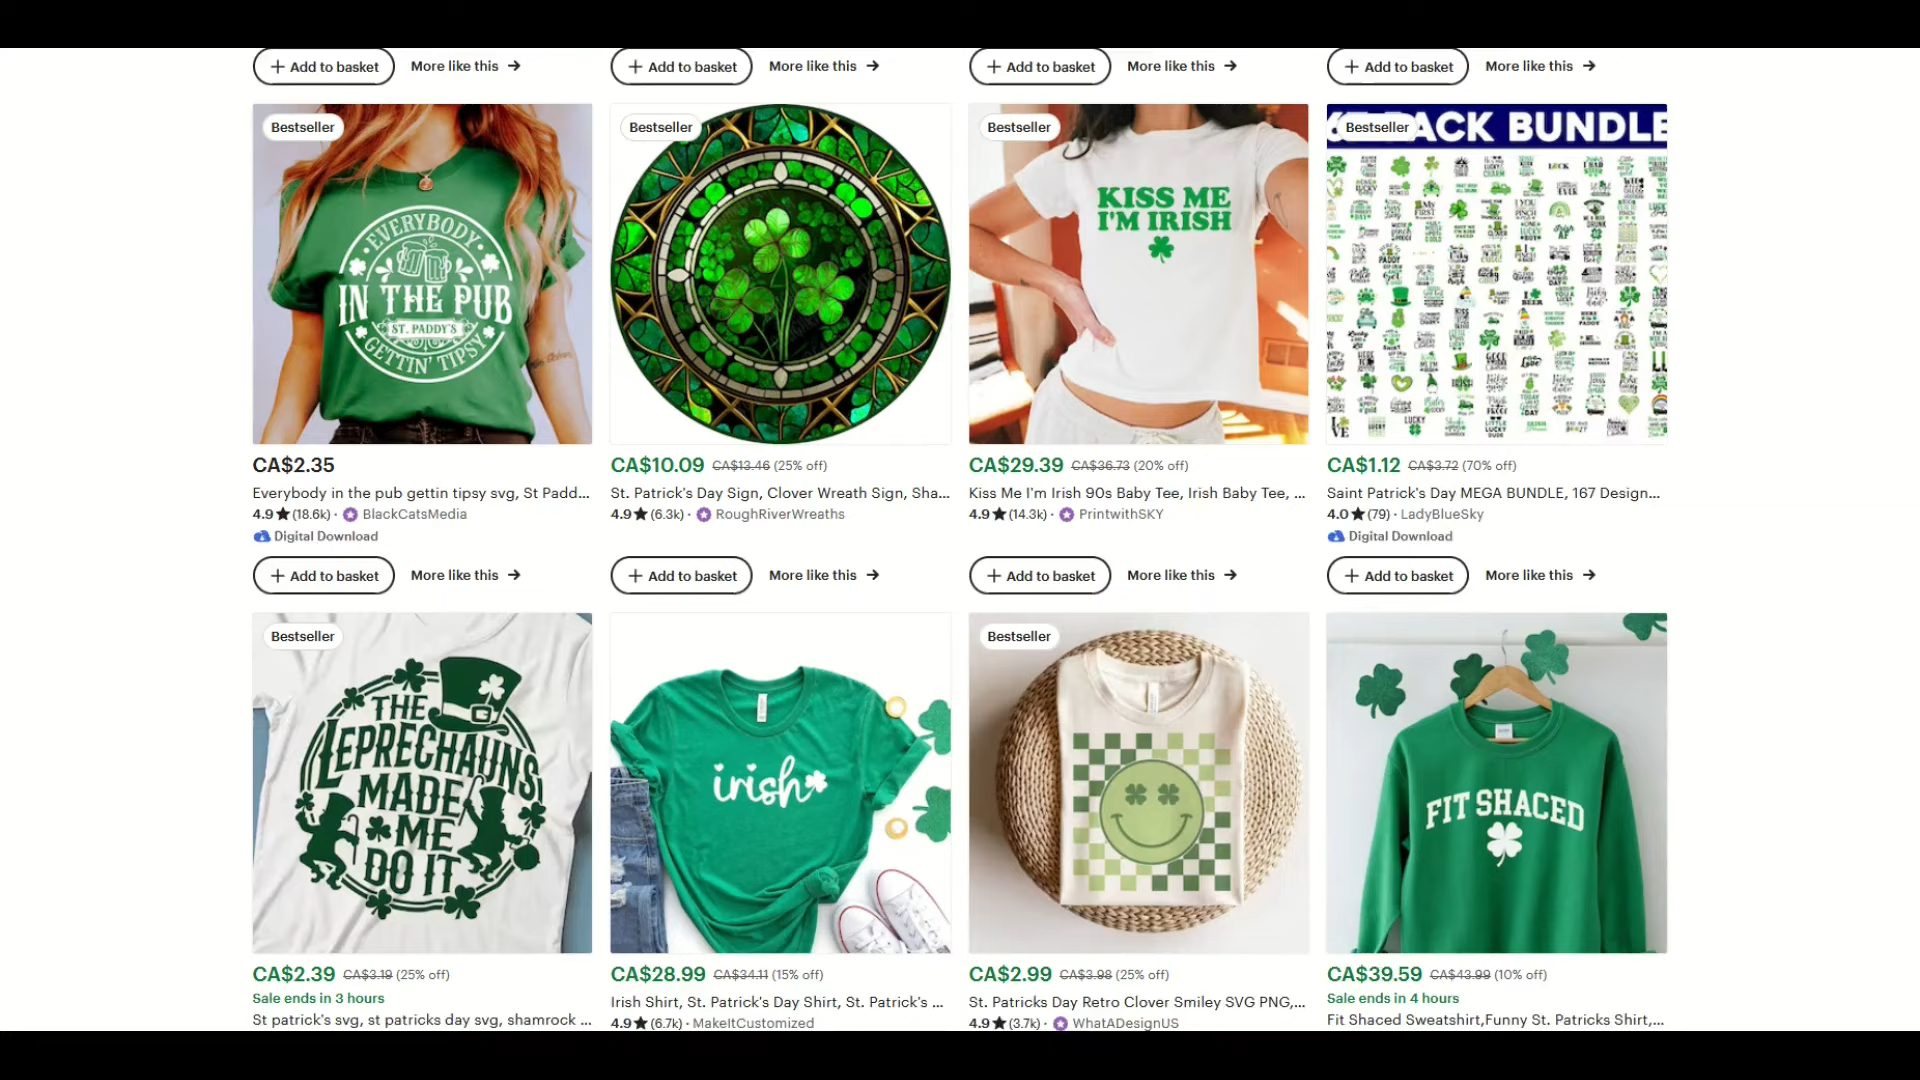 Add to basket More like this → Add to basket More like this → Add to basket More like this → Add to basket More like this →
Bestseller
EVERYBODY
IN THE PUB
ST. PADDY'S
GETTIN' TIPSY
Bestseller
Bestseller
KISS ME
I'M IRISH
Bestseller
PACK BUNDLE
CA$2.35
Everybody in the pub gettin tipsy svg, St Padd...
4.9★ (18.6k) · BlackCatsMedia
Digital Download
CA$10.09 CA$13.46 (25% off)
St. Patrick's Day Sign, Clover Wreath Sign, Sha...
4.9★ (6.3k) · RoughRiverWreaths
CA$29.39 CA$36.73 (20% off)
Kiss Me I'm Irish 90s Baby Tee, Irish Baby Tee, ...
4.9★ (14.3k) · PrintwithSKY
CA$1.12 CA$3.72 (70% off)
Saint Patrick's Day MEGA BUNDLE, 167 Design...
4.0★ (79) · LadyBlueSky
Digital Download
Add to basket More like this → Add to basket More like this → Add to basket More like this → Add to basket More like this →
Bestseller
THE
LEPRECHAUNS
MADE
ME
DO IT
irish
Bestseller
FIT SHACED
CA$2.39 CA$3.19 (25% off)
Sale ends in 3 hours
St patrick's svg, st patricks day svg, shamrock ...
CA$28.99 CA$34.11 (15% off)
Irish Shirt, St. Patrick's Day Shirt, St. Patrick's ...
4.9★ (6.7k) · MakeItCustomized
CA$2.99 CA$3.98 (25% off)
St. Patricks Day Retro Clover Smiley SVG PNG,...
4.9★ (3.7k) · WhatADesignUS
CA$39.59 CA$43.99 (10% off)
Sale ends in 4 hours
Fit Shaced Sweatshirt,Funny St. Patricks Shirt,...